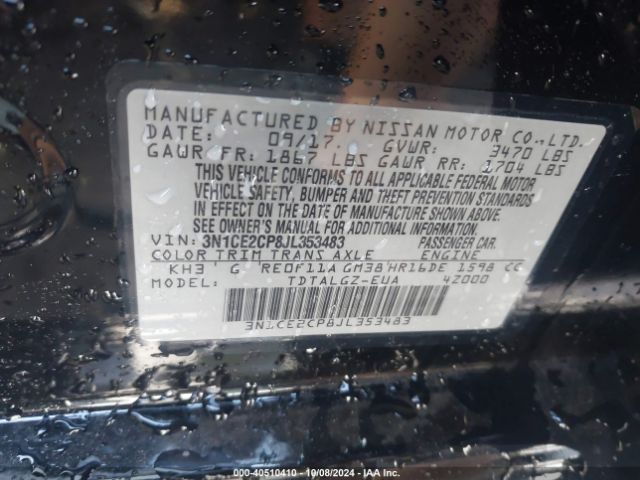 MANUFACTURED BY NISSAN MOTOR CO.,LTD.
DATE: 09/17 GVWR: 3470 LBS
GAWR FR: 1867 LBS GAWR RR: 1704 LBS
THIS VEHICLE CONFORMS TO ALL APPLICABLE FEDERAL MOTOR
VEHICLE SAFETY, BUMPER AND THEFT PREVENTION STANDARDS
IN EFFECT ON THE DATE OF MANUFACTURE SHOWN ABOVE.
SEE OWNER'S MANUAL FOR ADDITIONAL INFORMATION.
VIN: 3N1CE2CP8JL353483 PASSENGER CAR.
COLOR TRIM TRANS AXLE ENGINE
KH3 G RE0F11A GM38 HR16DE 1598 CC
MODEL: TDTALGZ-EUA 42000
3N1CE2CP8JL353483
000-40510410 - 10/08/2024 - IAA Inc.